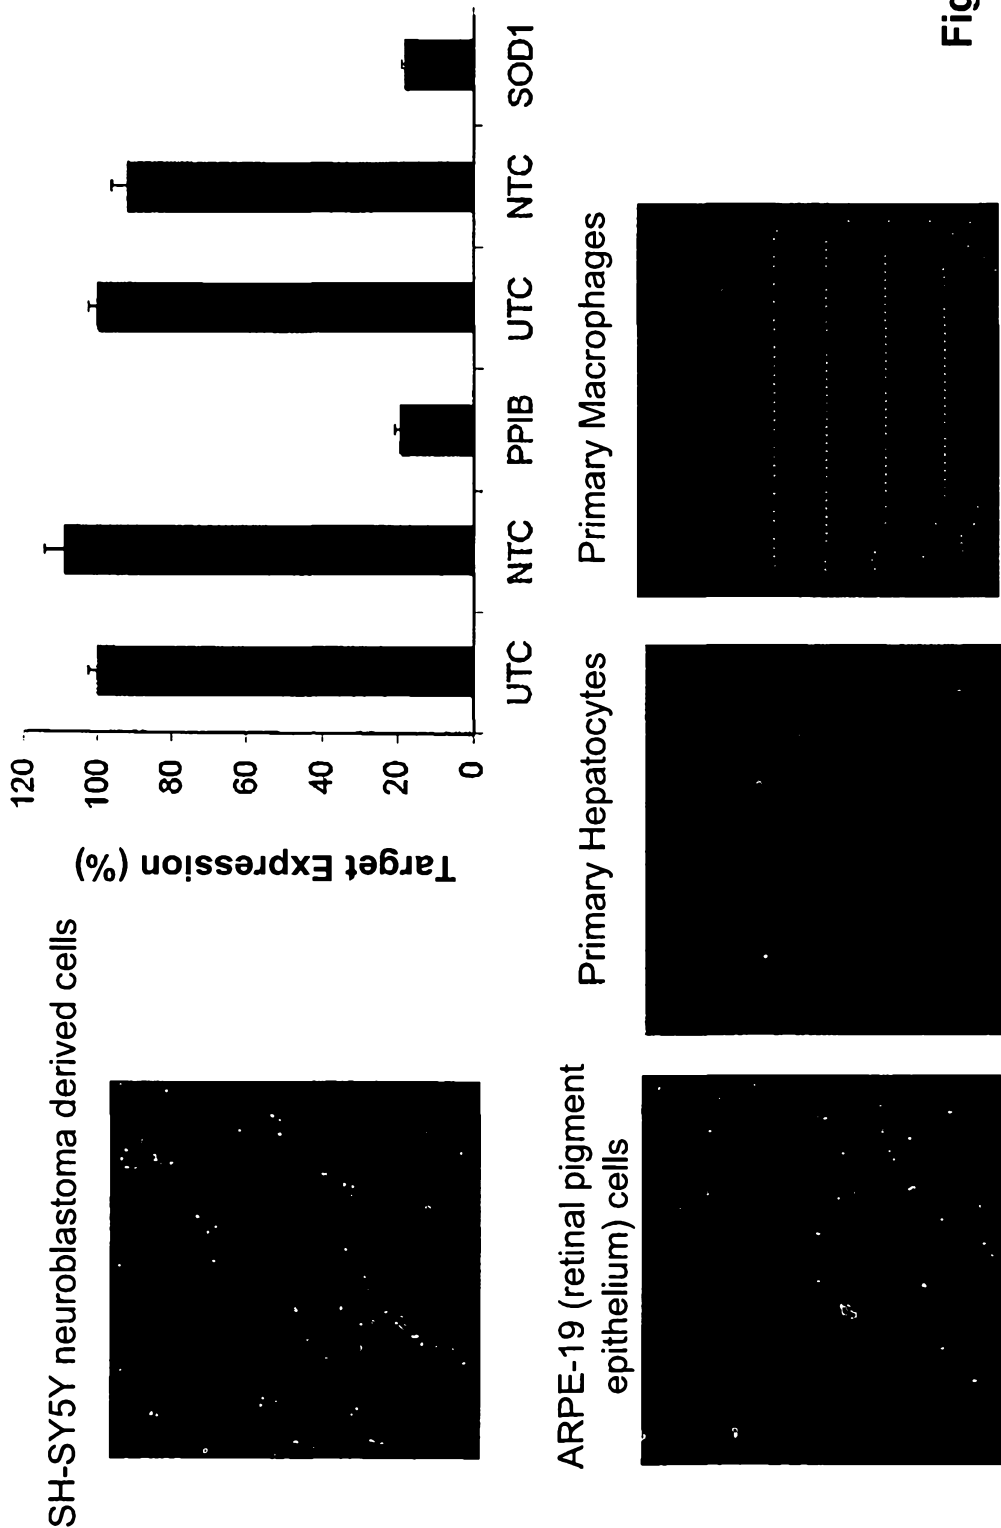 SH-SY5Y neuroblastoma derived cells
Target Expression (%)
120
100
80
60
40
20
0
UTC
NTC
PPIB
UTC
NTC
SOD1
ARPE-19 (retinal pigment
epithelium) cells
Primary Hepatocytes
Primary Macrophages
Fig